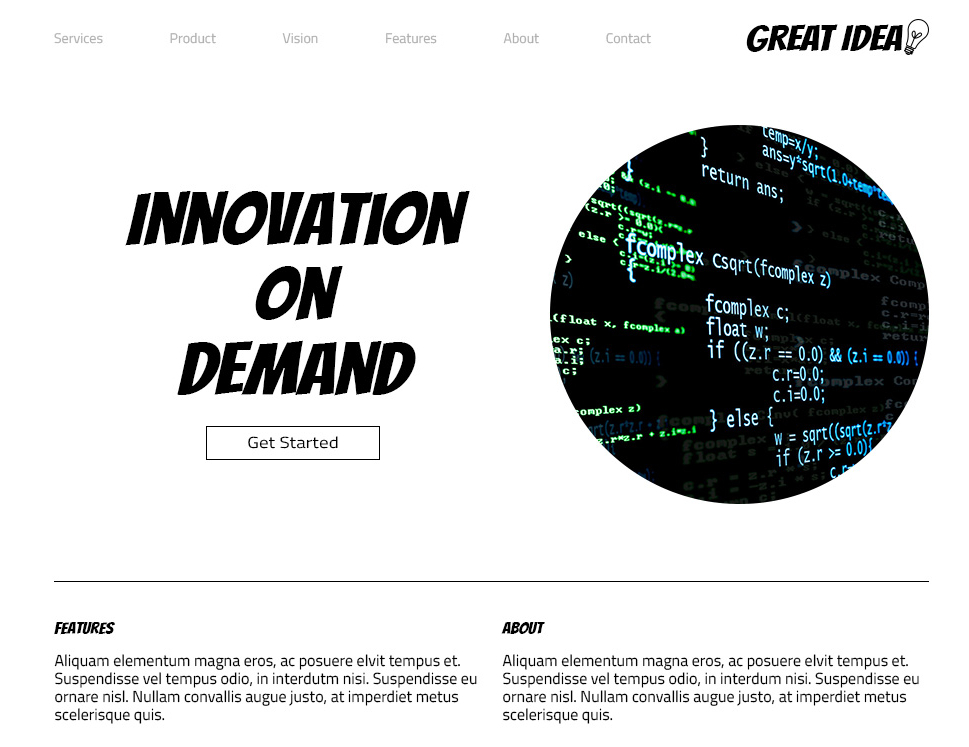 Services Product Vision Features About Contact GREAT IDEA
INNOVATION
ON
DEMAND
Get Started
temp=x/y;
}
ans=y*sqrt(1.0+temp*
return ans;
fcomplex Csqrt(fcomplex z)
{
fcomplex c;
float w;
if ((z.r == 0.0) && (z.i == 0.0)) {
c.r=0.0;
c.i=0.0;
} else {
w = sqrt((sqrt(z.r*z
if (z.r >= 0.0){
(float x, fcomplex a)
complex z)
FEATURES
Aliquam elementum magna eros, ac posuere elvit tempus et.
Suspendisse vel tempus odio, in interdutm nisi. Suspendisse eu
ornare nisl. Nullam convallis augue justo, at imperdiet metus
scelerisque quis.
ABOUT
Aliquam elementum magna eros, ac posuere elvit tempus et.
Suspendisse vel tempus odio, in interdum nisi. Suspendisse eu
ornare nisl. Nullam convallis augue justo, at imperdiet metus
scelerisque quis.